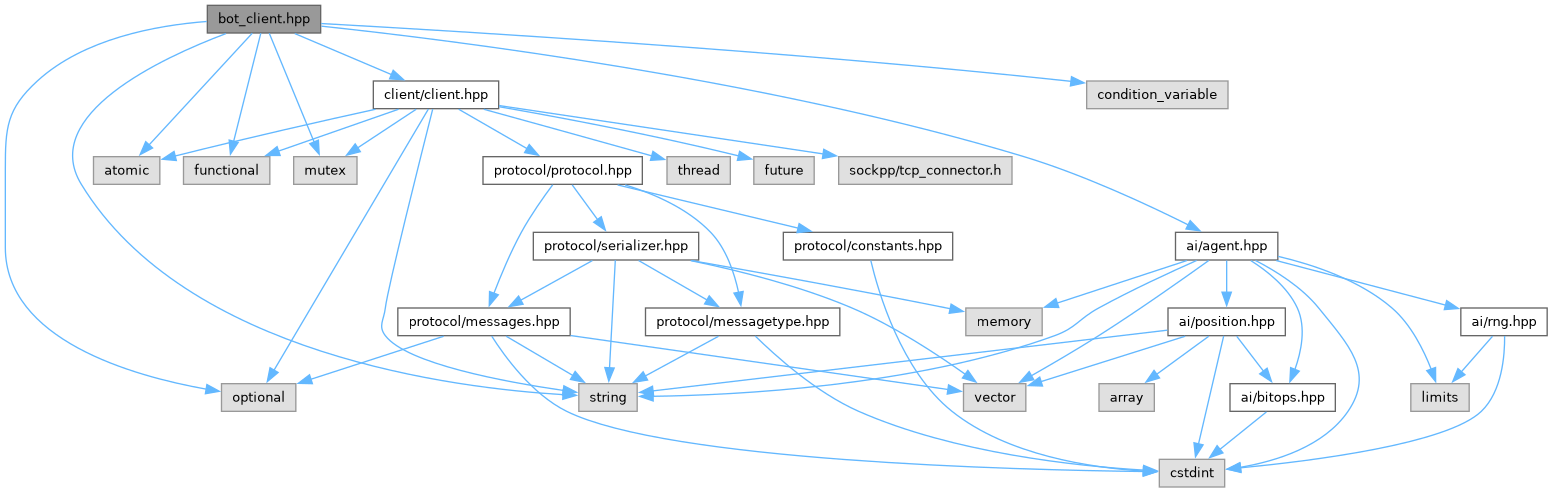 bot_client.hpp
client/client.hpp
condition_variable
atomic
functional
mutex
protocol/protocol.hpp
thread
future
sockpp/tcp_connector.h
protocol/serializer.hpp
protocol/constants.hpp
ai/agent.hpp
protocol/messages.hpp
protocol/messagetype.hpp
memory
ai/position.hpp
ai/rng.hpp
optional
string
vector
array
ai/bitops.hpp
limits
cstdint